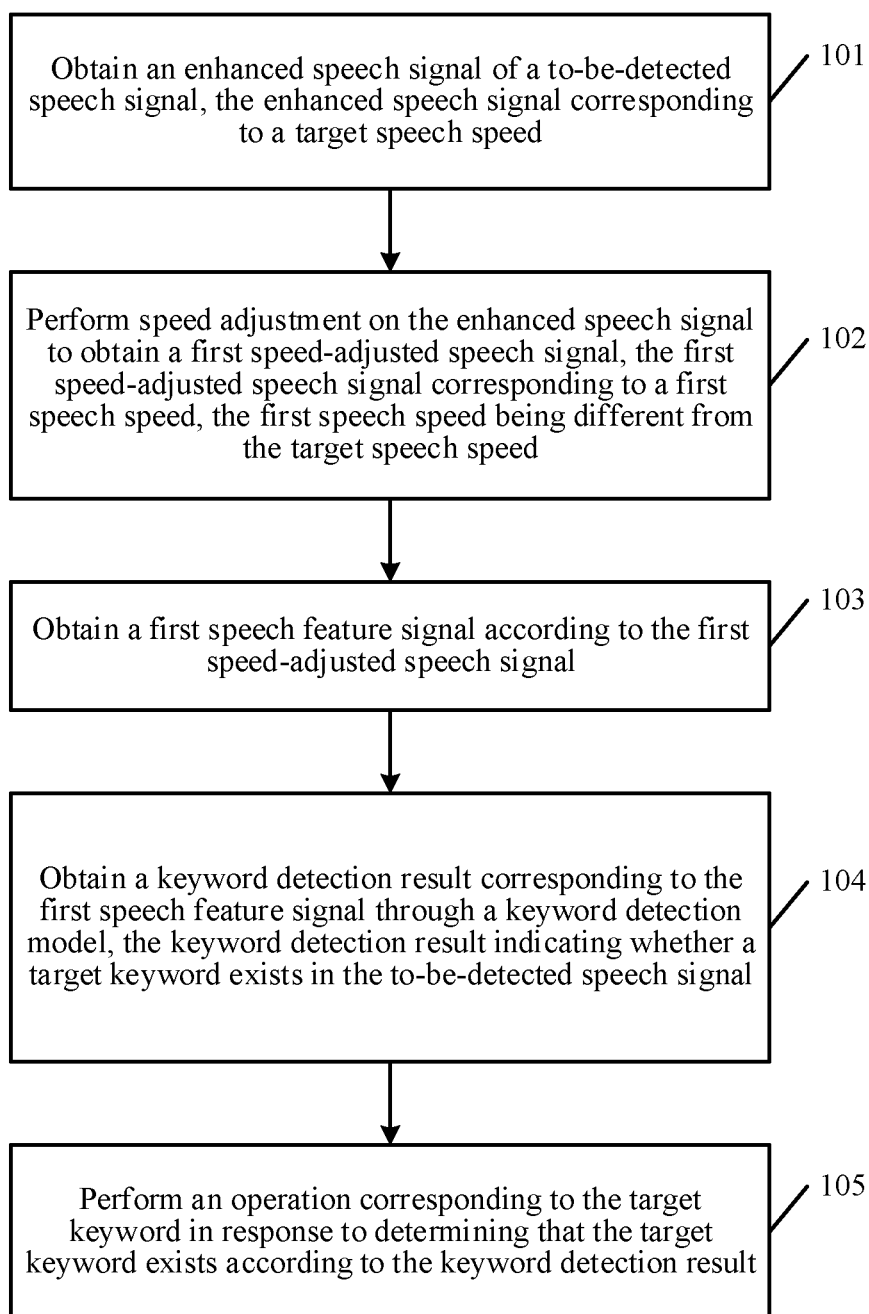 Obtain an enhanced speech signal of a to-be-detected
speech signal, the enhanced speech signal corresponding
to a target speech speed
101
Perform speed adjustment on the enhanced speech signal
to obtain a first speed-adjusted speech signal, the first
speed-adjusted speech signal corresponding to a first
speech speed, the first speech speed being different from
the target speech speed
102
Obtain a first speech feature signal according to the first
speed-adjusted speech signal
103
Obtain a keyword detection result corresponding to the
first speech feature signal through a keyword detection
model, the keyword detection result indicating whether a
target keyword exists in the to-be-detected speech signal
104
Perform an operation corresponding to the target
keyword in response to determining that the target
keyword exists according to the keyword detection result
105